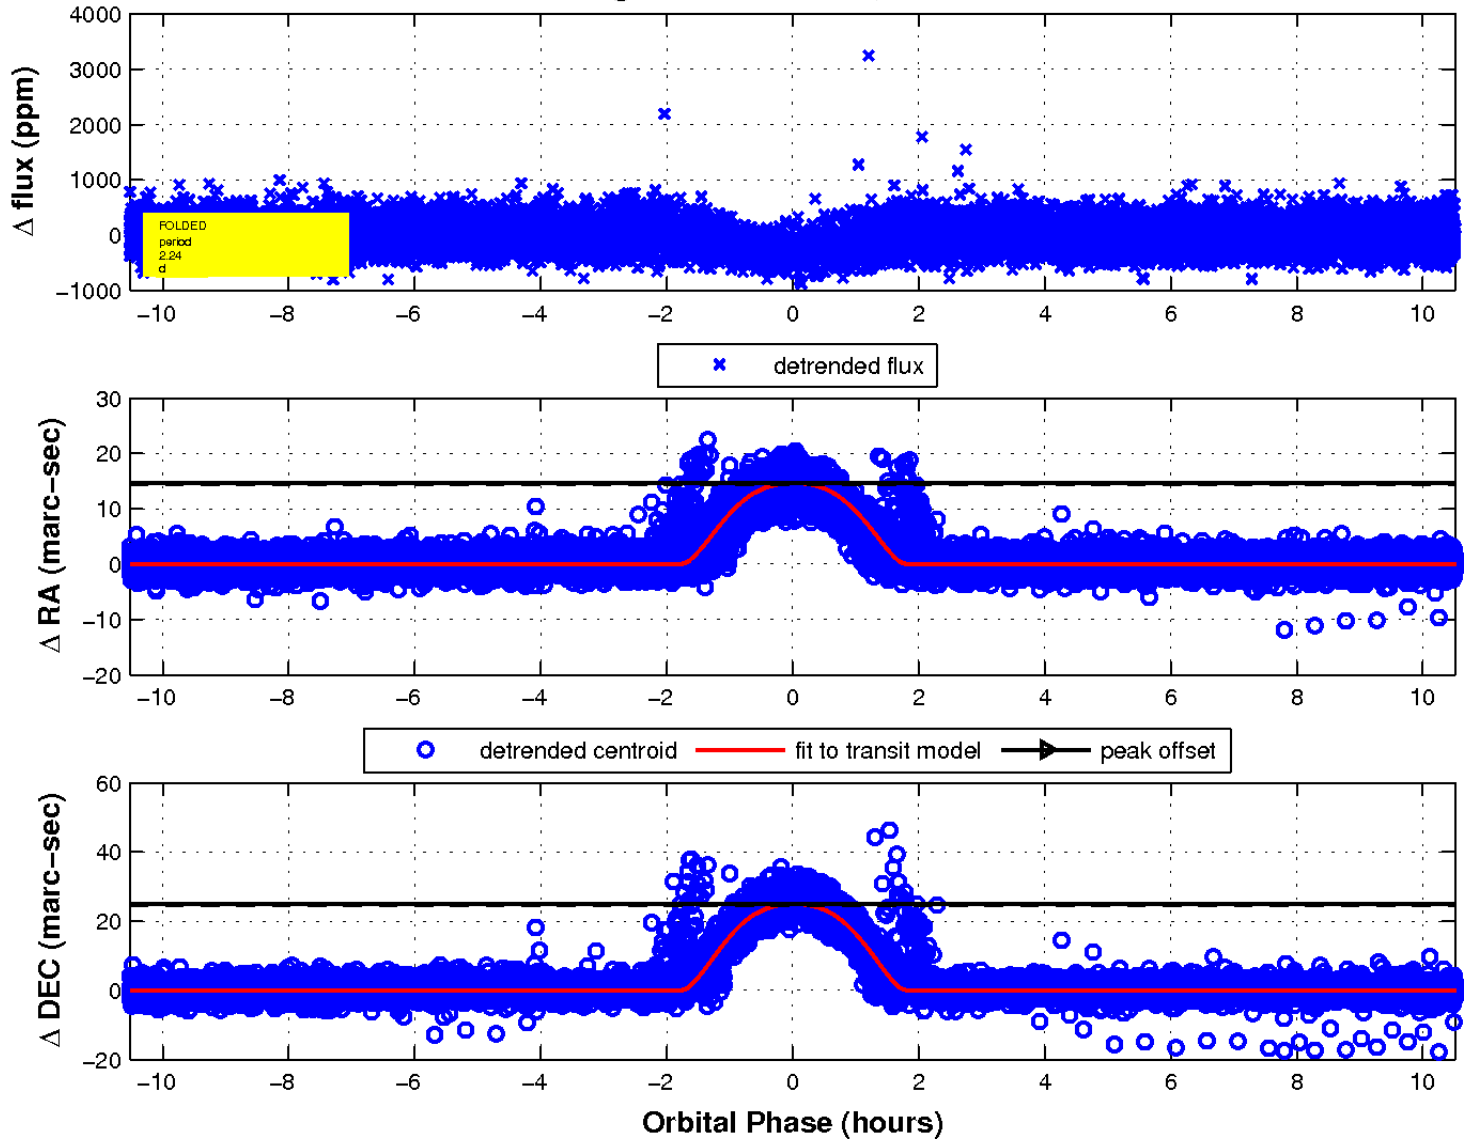 4000
3000
2000
1000
0
−1000
Δ flux (ppm)
FOLDED
period
2.24
d
−10 −8 −6 −4 −2 0 2 4 6 8 10
detrended flux
30
20
10
0
−10
−20
Δ RA (marc−sec)
−10 −8 −6 −4 −2 0 2 4 6 8 10
detrended centroid fit to transit model peak offset
60
40
20
0
−20
Δ DEC (marc−sec)
−10 −8 −6 −4 −2 0 2 4 6 8 10
Orbital Phase (hours)